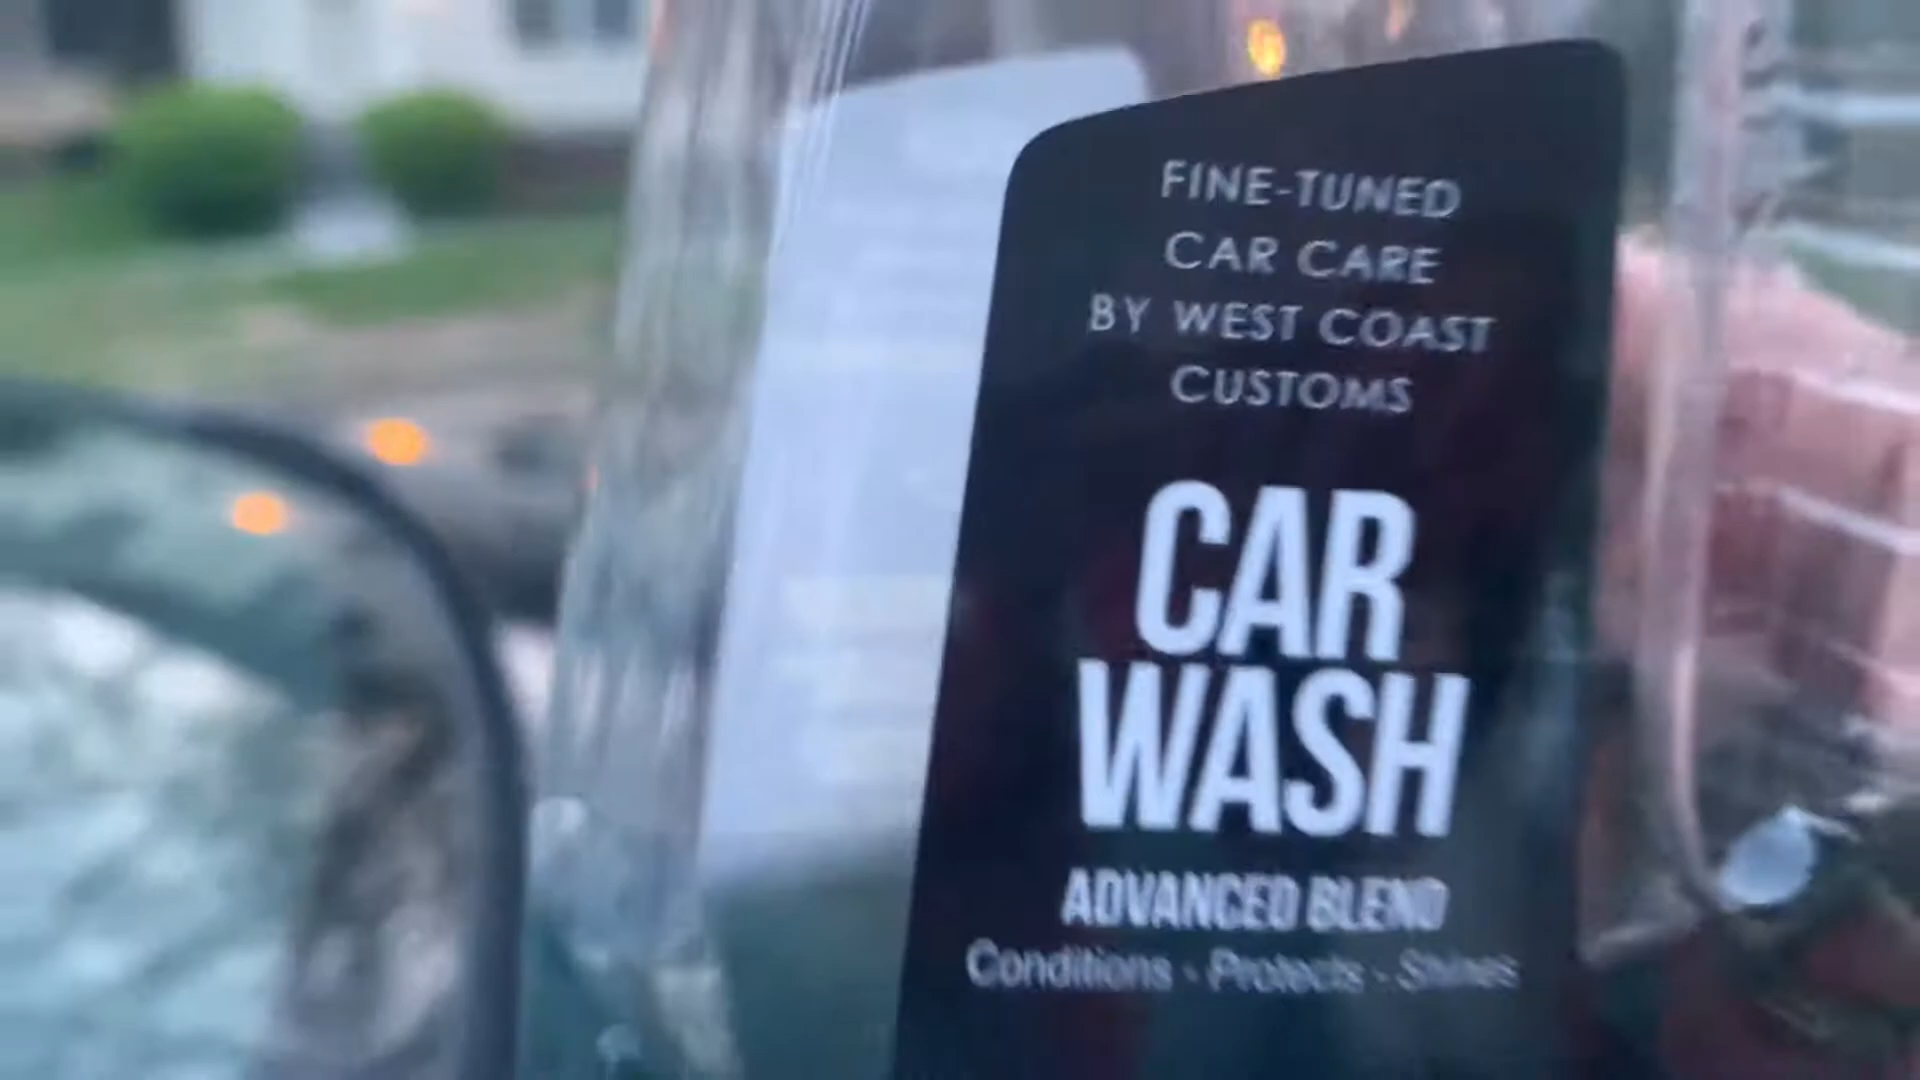 FINE-TUNED
CAR CARE
BY WEST COAST
CUSTOMS
CAR
WASH
ADVANCED BLEND
Conditions - Protects - Shines